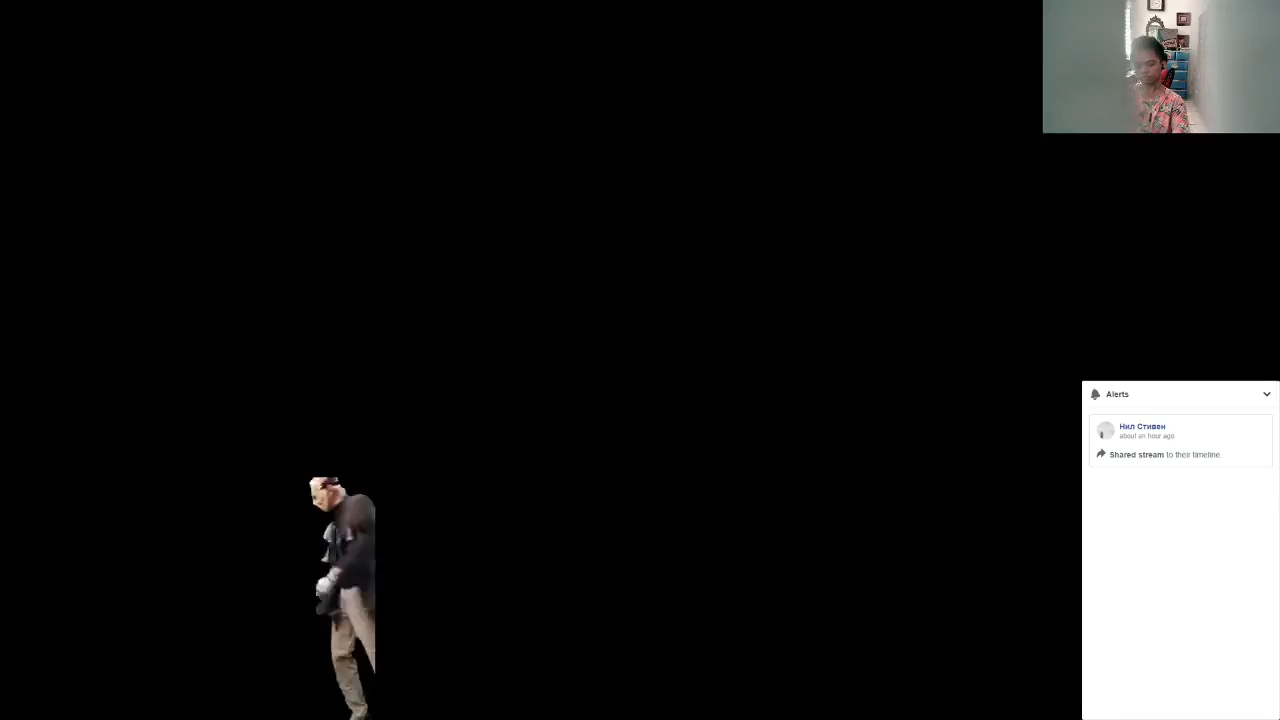 Alerts
Нил Стивен
about an hour ago
Shared stream to their timeline